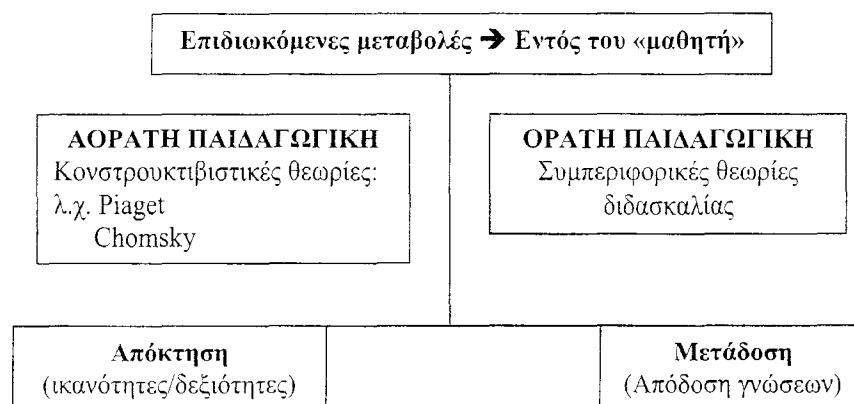 Επιδιωκόμενες μεταβολές ➔ Εντός του «μαθητή»
ΑΟΡΑΤΗ ΠΑΙΔΑΓΩΓΙΚΗ
Κονστρουκτιβιστικές θεωρίες:
λ.χ. Piaget
Chomsky
ΟΡΑΤΗ ΠΑΙΔΑΓΩΓΙΚΗ
Συμπεριφορικές θεωρίες
διδασκαλίας
Απόκτηση
(ικανότητες/δεξιότητες)
Μετάδοση
(Απόδοση γνώσεων)